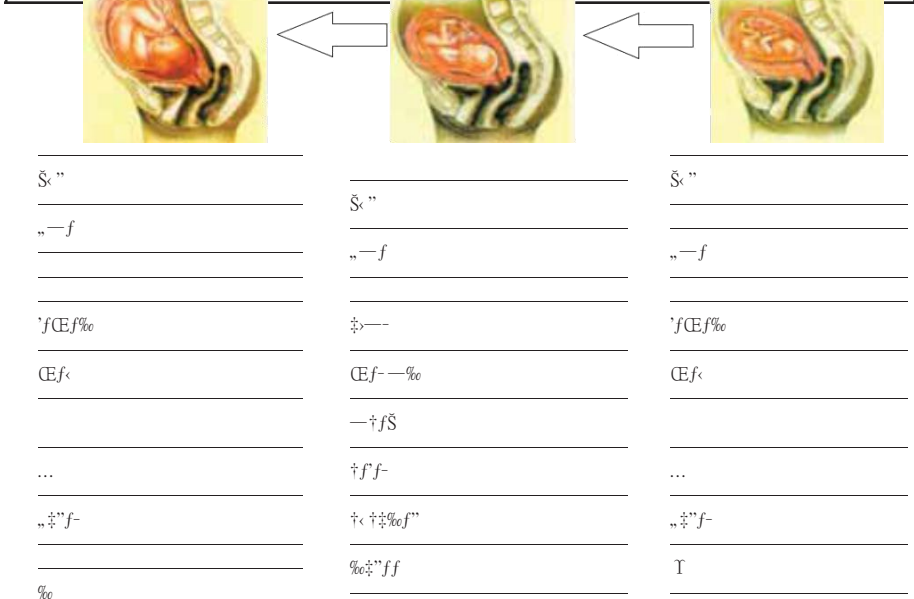 Š‹ ”
„—ƒ
’ƒŒƒ‰
Œƒ‹
…
„‡”ƒ-
‰
Š‹ ”
„—ƒ
‡›—-
Œƒ- —‰
—†ƒŠ
†ƒ’ƒ-
†‹ †‡‰ƒ”
‰‡”ƒƒ
Š‹ ”
„—ƒ
’ƒŒƒ‰
Œƒ‹
…
„‡”ƒ-
ϒ